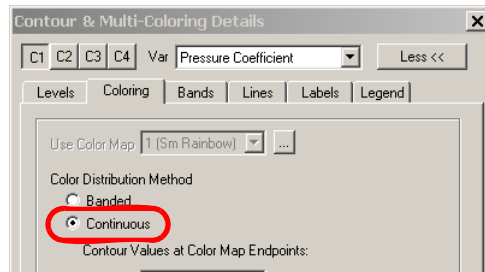 Contour & Multi-Coloring Details
C1 C2 C3 C4 Var Pressure Coefficient Less <<
Levels Coloring Bands Lines Labels Legend
Use Color Map 1 (Sm Rainbow) ...
Color Distribution Method
Banded
Continuous
Contour Values at Color Map Endpoints: